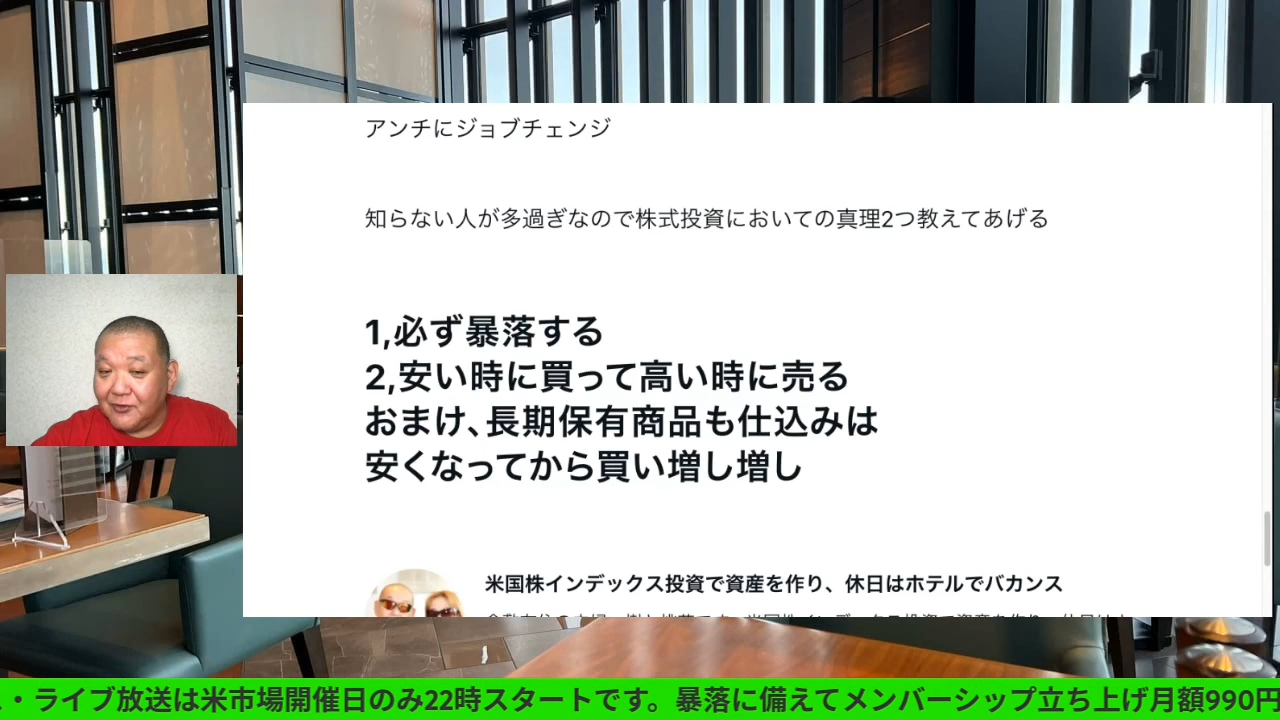 アンチにジョブチェンジ
知らない人が多過ぎなので株式投資においての真理2つ教えてあげる
1,必ず暴落する
2,安い時に買って高い時に売る
おまけ、長期保有商品も仕込みは
安くなってから買い増し増し
米国株インデックス投資で資産を作り、休日はホテルでバカンス
・ライブ放送は米市場開催日のみ22時スタートです。暴落に備えてメンバーシップ立ち上げ月額990円